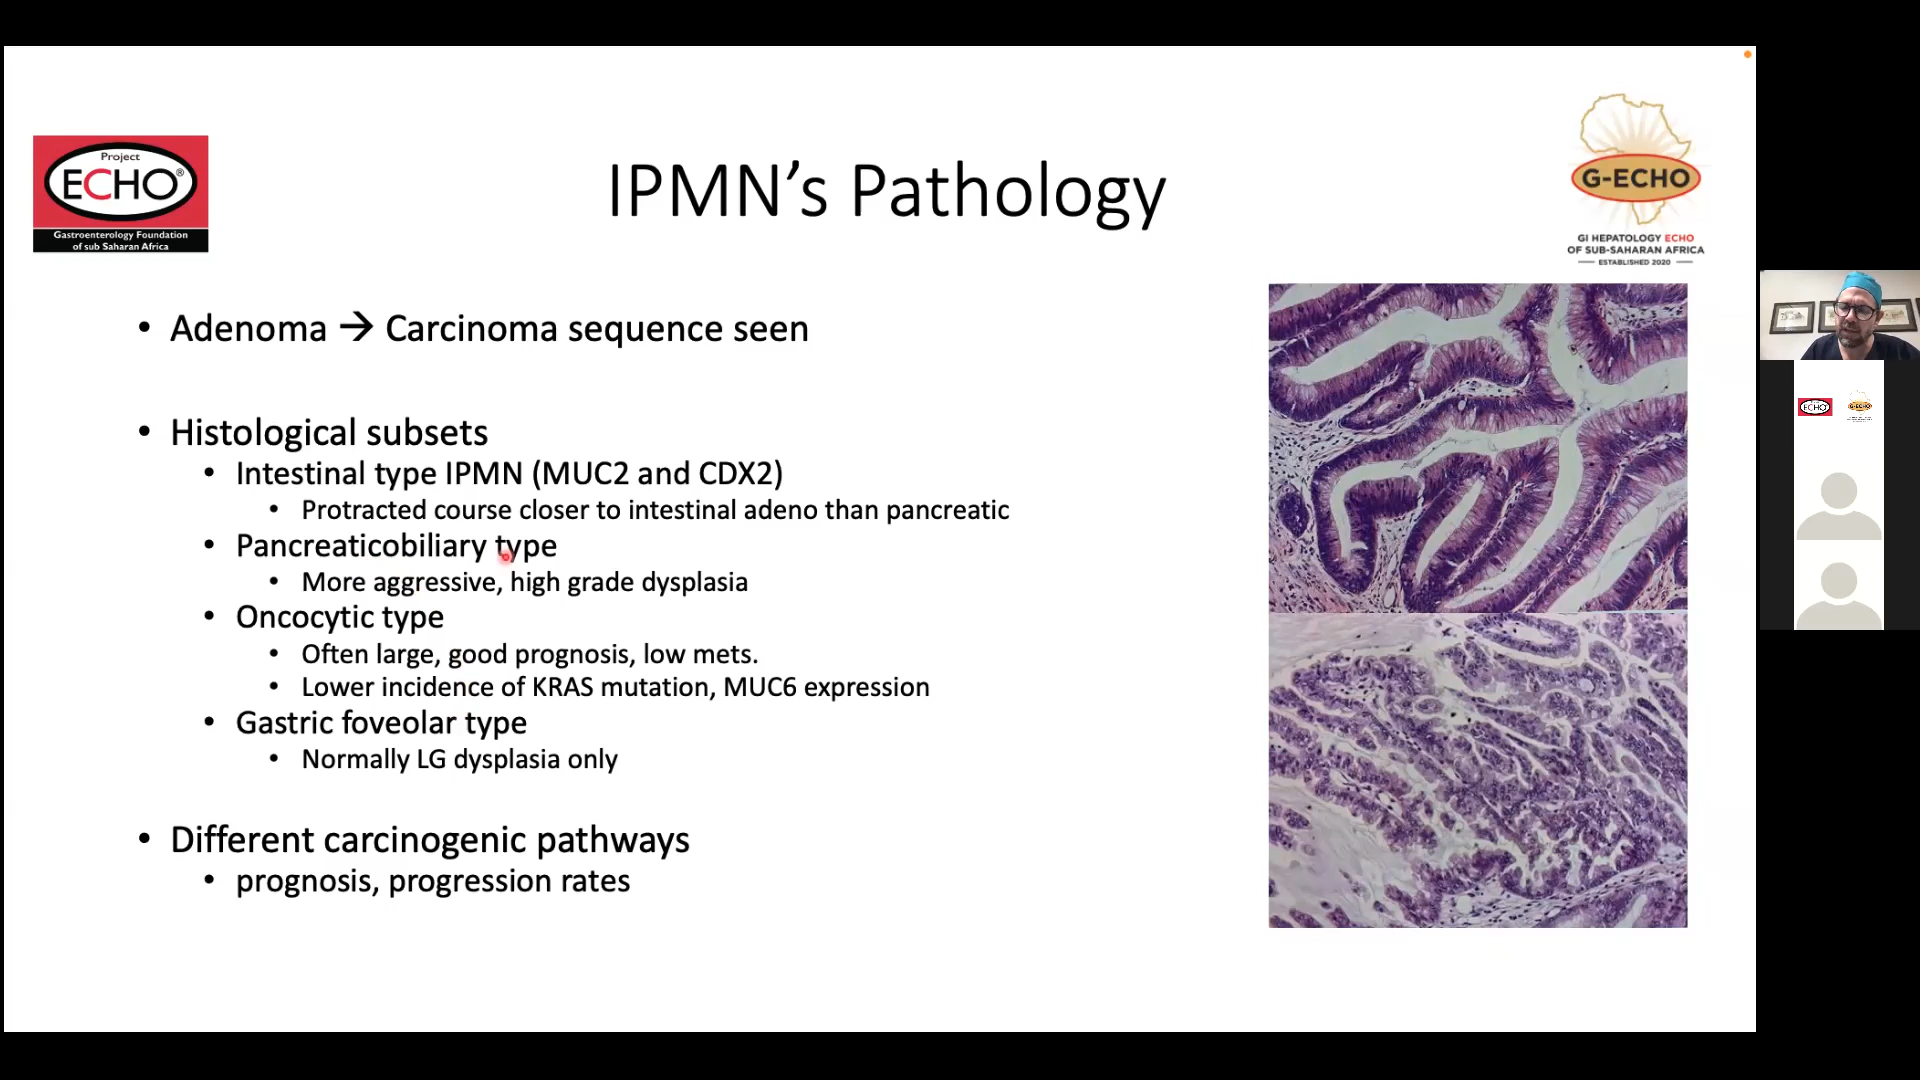 Project
ECHO®
Gastroenterology Foundation
of sub Saharan Africa
IPMN’s Pathology
G-ECHO
GI HEPATOLOGY ECHO
OF SUB-SAHARAN AFRICA
ESTABLISHED 2020
• Adenoma → Carcinoma sequence seen
• Histological subsets
• Intestinal type IPMN (MUC2 and CDX2)
• Protracted course closer to intestinal adeno than pancreatic
• Pancreaticobiliary type
• More aggressive, high grade dysplasia
• Oncocytic type
• Often large, good prognosis, low mets.
• Lower incidence of KRAS mutation, MUC6 expression
• Gastric foveolar type
• Normally LG dysplasia only
• Different carcinogenic pathways
• prognosis, progression rates
ECHO
G-ECHO